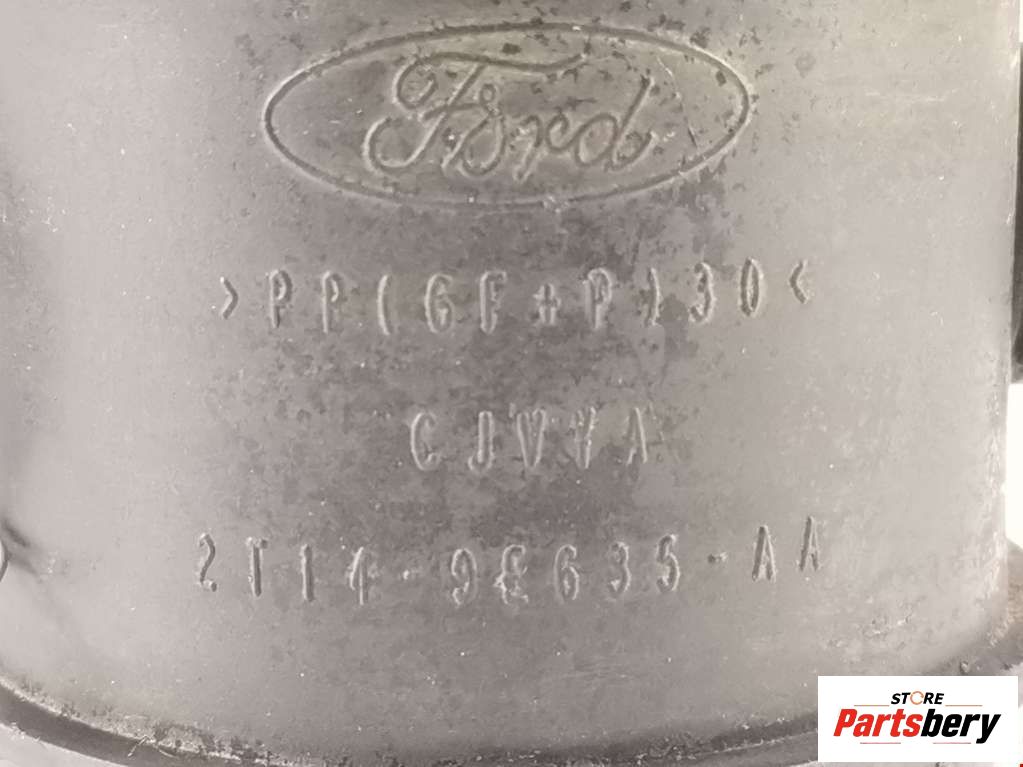 Ford
>PP(GF+P)30<
CJVVA
2T14-9E635-AA
STORE
Partsbery